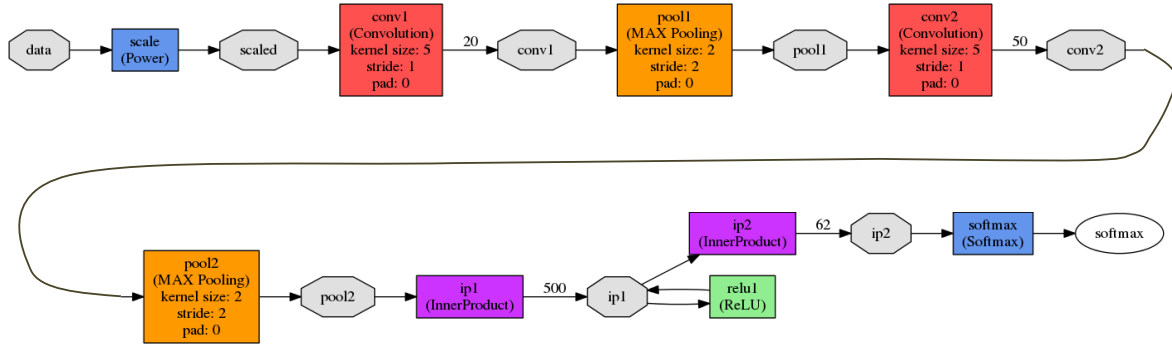 data
scale
(Power)
scaled
conv1
(Convolution)
kernel size: 5
stride: 1
pad: 0
20
conv1
pool1
(MAX Pooling)
kernel size: 2
stride: 2
pad: 0
pool1
conv2
(Convolution)
kernel size: 5
stride: 1
pad: 0
50
conv2
pool2
(MAX Pooling)
kernel size: 2
stride: 2
pad: 0
pool2
ip1
(InnerProduct)
500
ip1
relu1
(ReLU)
ip2
(InnerProduct)
62
ip2
softmax
(Softmax)
softmax